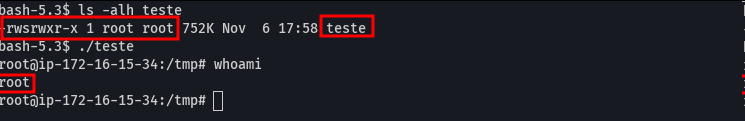 bash-5.3$ ls -alh teste
-rwsrwxr-x 1 root root 752K Nov  6 17:58 teste
bash-5.3$ ./teste
root@ip-172-16-15-34:/tmp# whoami
root
root@ip-172-16-15-34:/tmp#